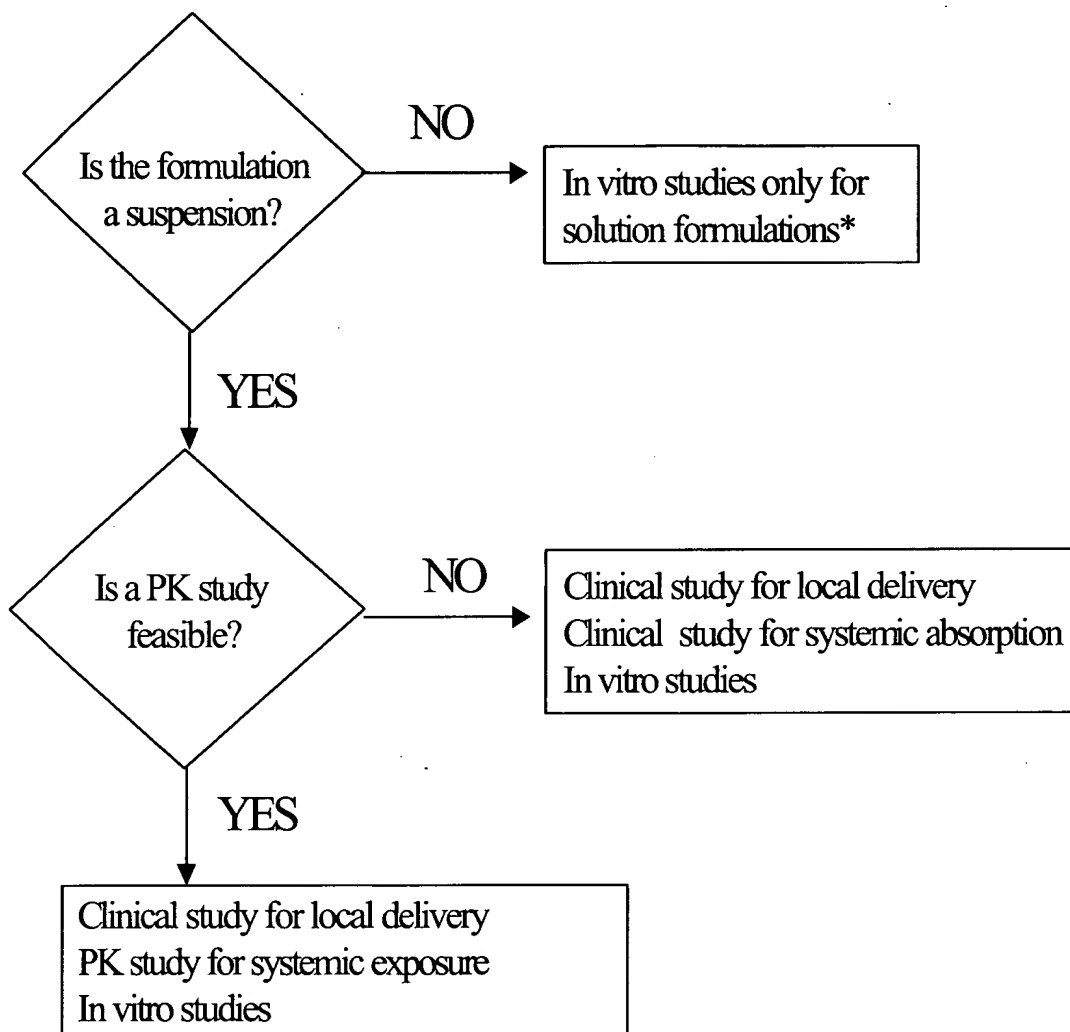 Is the formulation
a suspension?
NO
In vitro studies only for
solution formulations*
YES
Is a PK study
feasible?
NO
Clinical study for local delivery
Clinical study for systemic absorption
In vitro studies
YES
Clinical study for local delivery
PK study for systemic exposure
In vitro studies